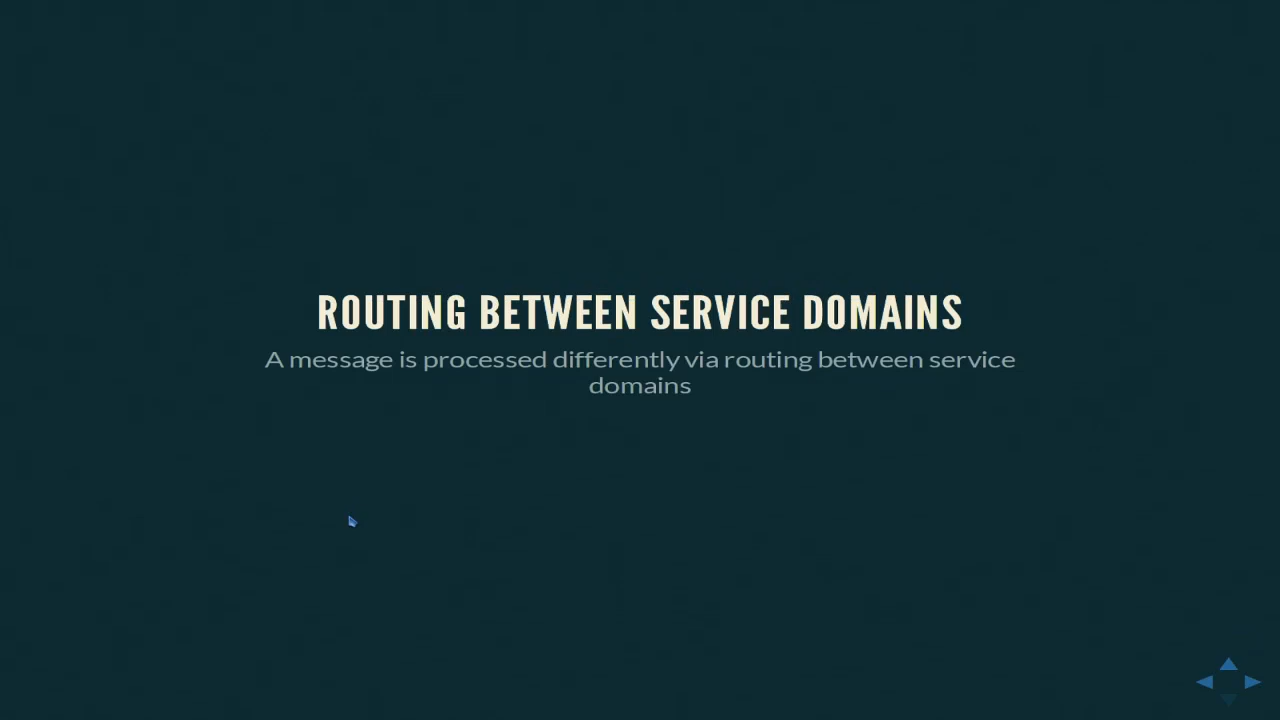 ROUTING BETWEEN SERVICE DOMAINS
A message is processed differently via routing between service
domains